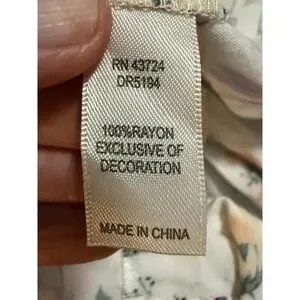 RN 43724
DR5194
100%RAYON
EXCLUSIVE OF
DECORATION
MADE IN CHINA